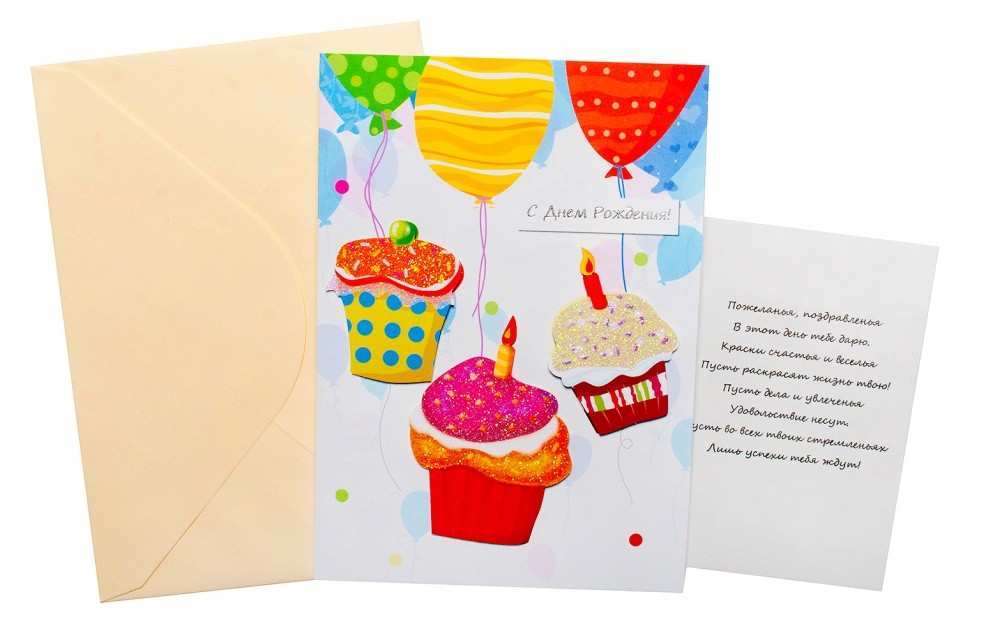 С Днем Рождения!
Пожеланья, поздравленья
В этот день тебе дарю.
Краски счастья и веселья
Пусть раскрасят жизнь твою!
Пусть дела и увлеченья
Удовольствие несут.
усть во всех твоих стремленьях
Лишь успехи тебя ждут!